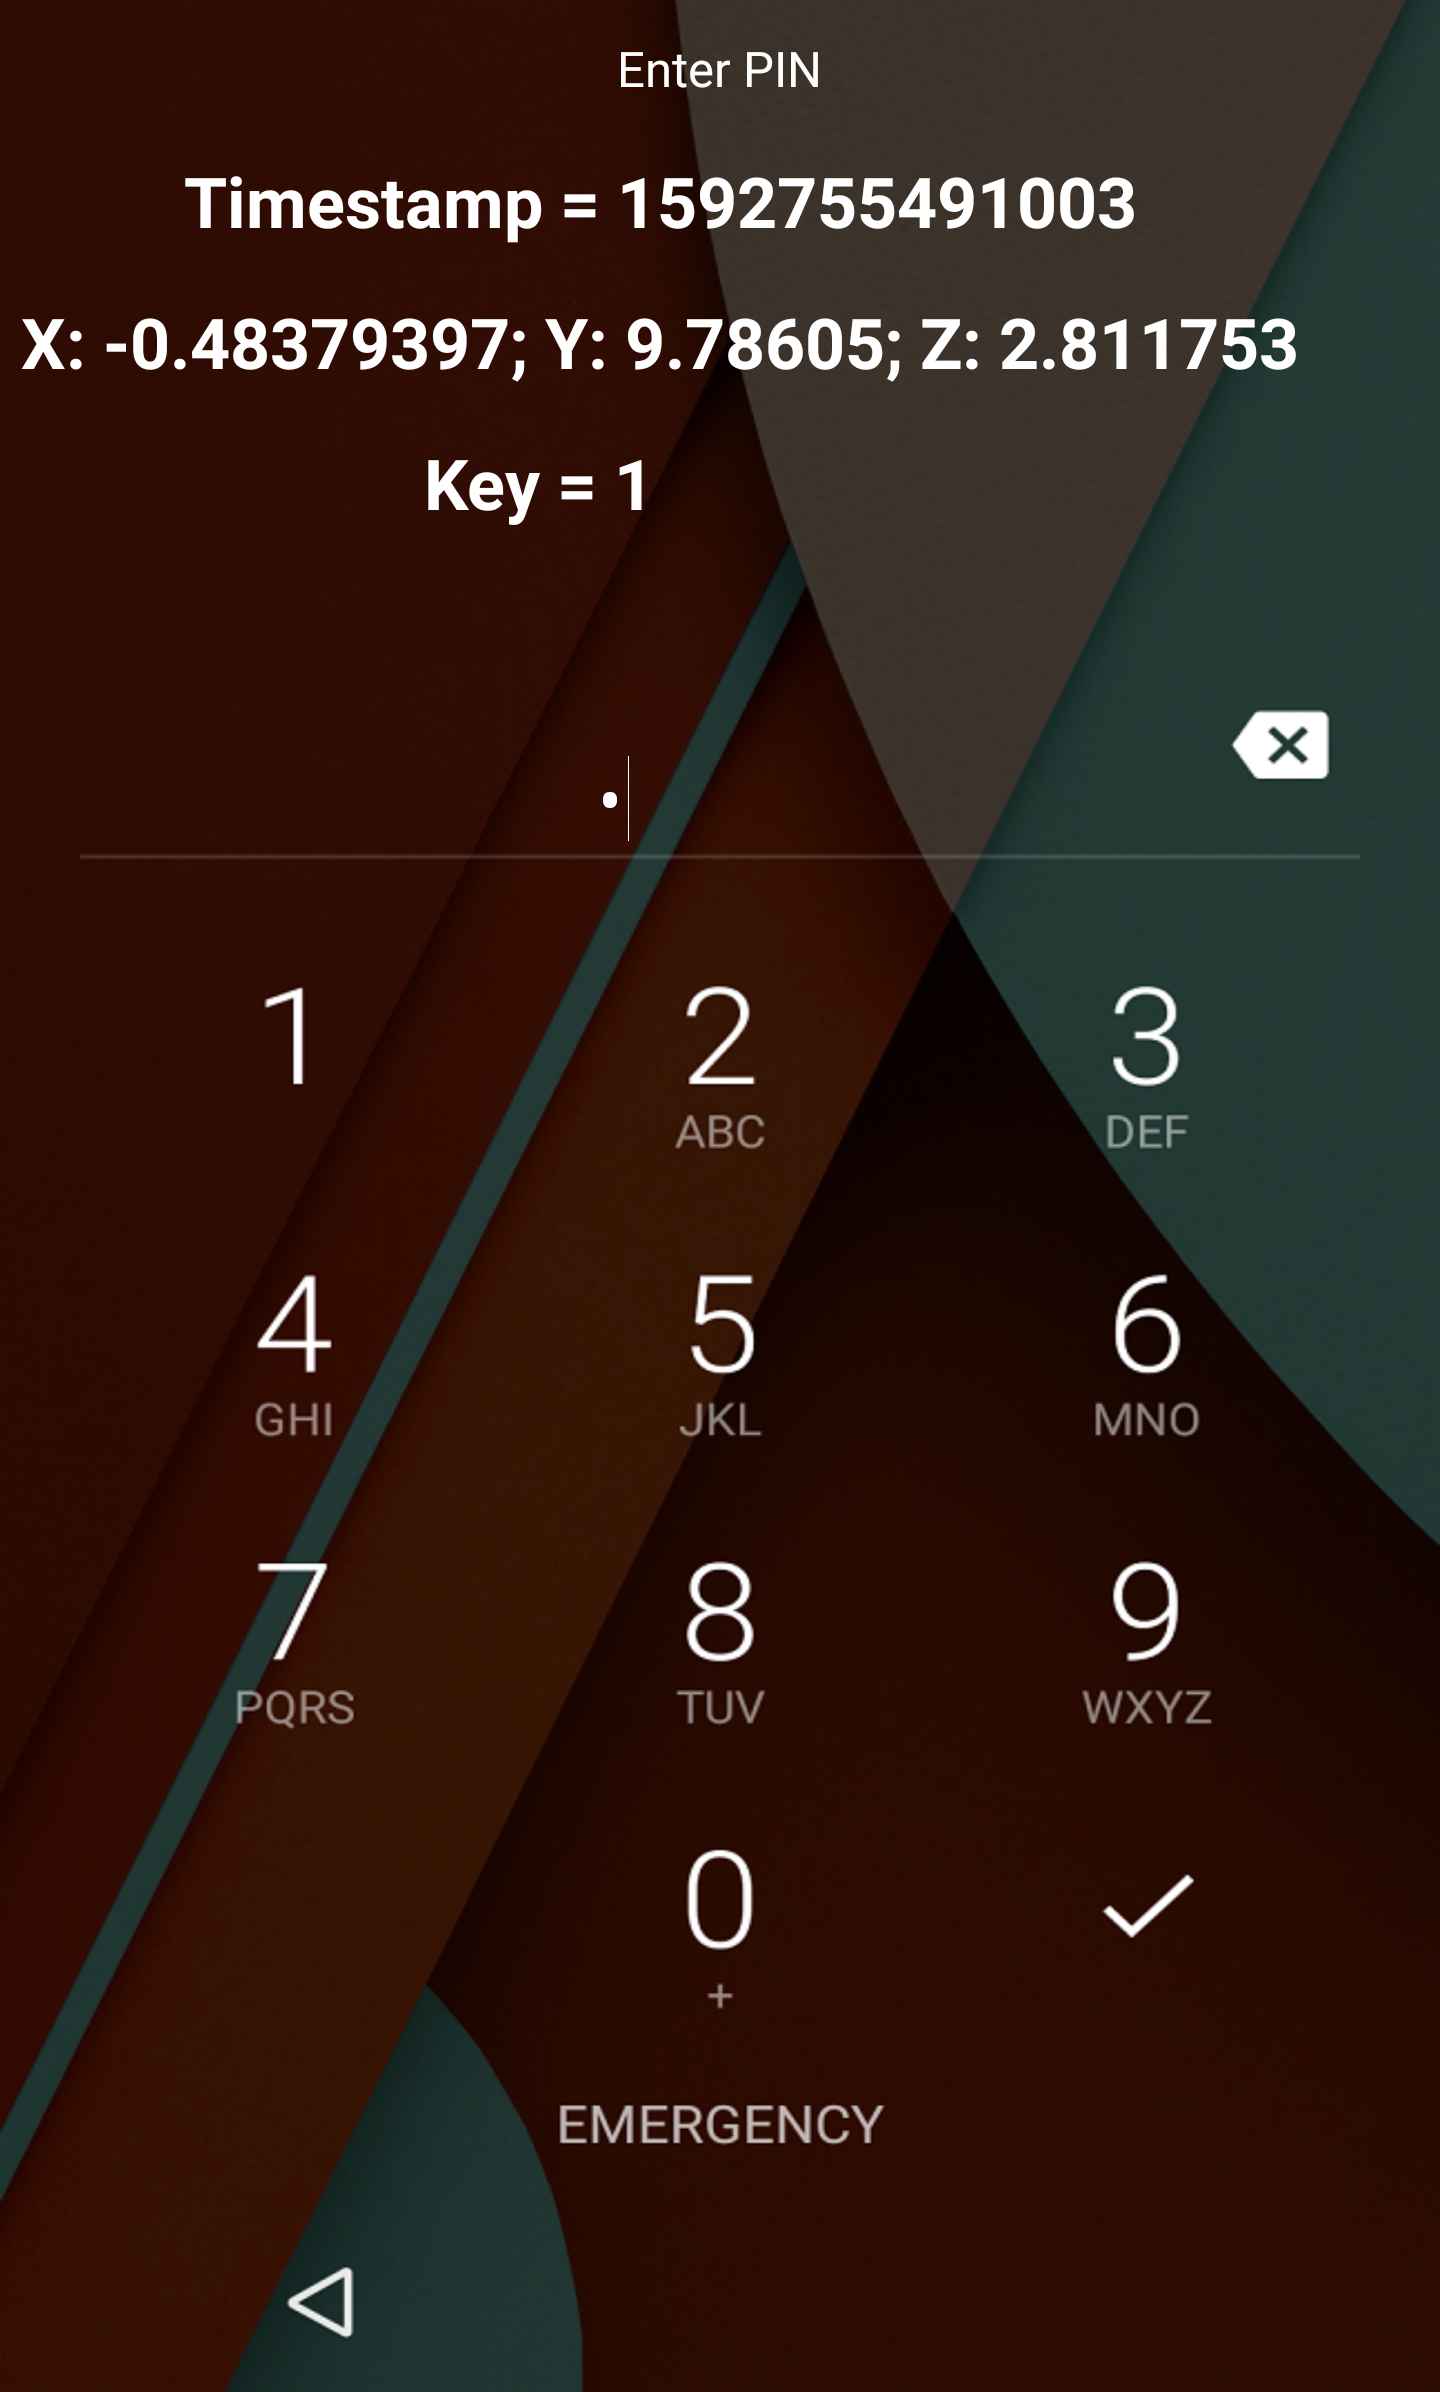 Enter PIN
Timestamp = 1592755491003
X: -0.48379397; Y: 9.78605; Z: 2.811753
Key = 1
1 2 3
ABC DEF
4 5 6
GHI JKL MNO
7 8 9
PQRS TUV WXYZ
0
+
EMERGENCY